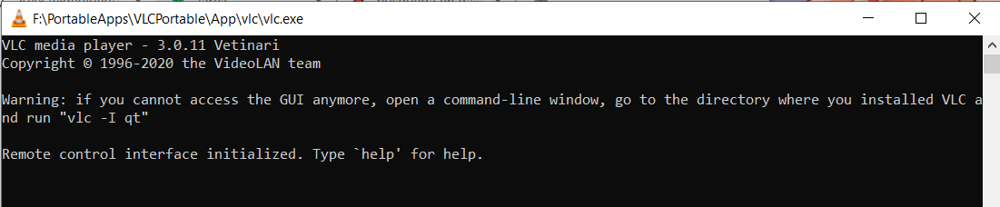 F:\PortableApps\VLCPortable\App\vlc\vlc.exe
VLC media player - 3.0.11 Vetinari
Copyright © 1996-2020 the VideoLAN team
Warning: if you cannot access the GUI anymore, open a command-line window, go to the directory where you installed VLC a
nd run "vlc -I qt"
Remote control interface initialized. Type `help' for help.